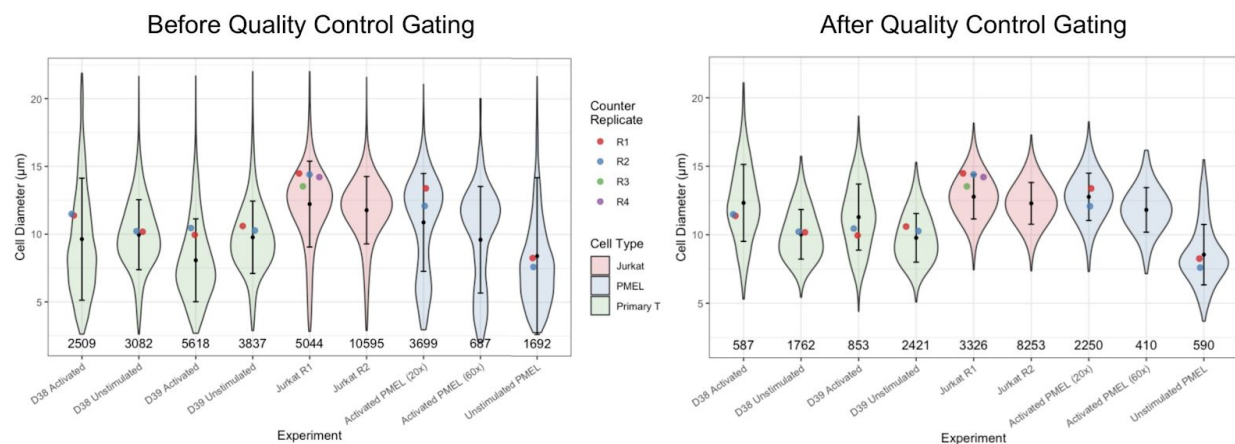 Before Quality Control Gating
After Quality Control Gating
20
15
10
5
Cell Diameter (µm)
2509 3082 5618 3837 5044 10595 3699 687 1692
D38 Activated
D38 Unstimulated
D39 Activated
D39 Unstimulated
Jurkat R1
Jurkat R2
Activated PMEL (20x)
Activated PMEL (60x)
Unstimulated PMEL
Experiment
Counter
Replicate
R1
R2
R3
R4
Cell Type
Jurkat
PMEL
Primary T
20
15
10
5
Cell Diameter (µm)
587 1762 853 2421 3326 8253 2250 410 590
D38 Activated
D38 Unstimulated
D39 Activated
D39 Unstimulated
Jurkat R1
Jurkat R2
Activated PMEL (20x)
Activated PMEL (60x)
Unstimulated PMEL
Experiment